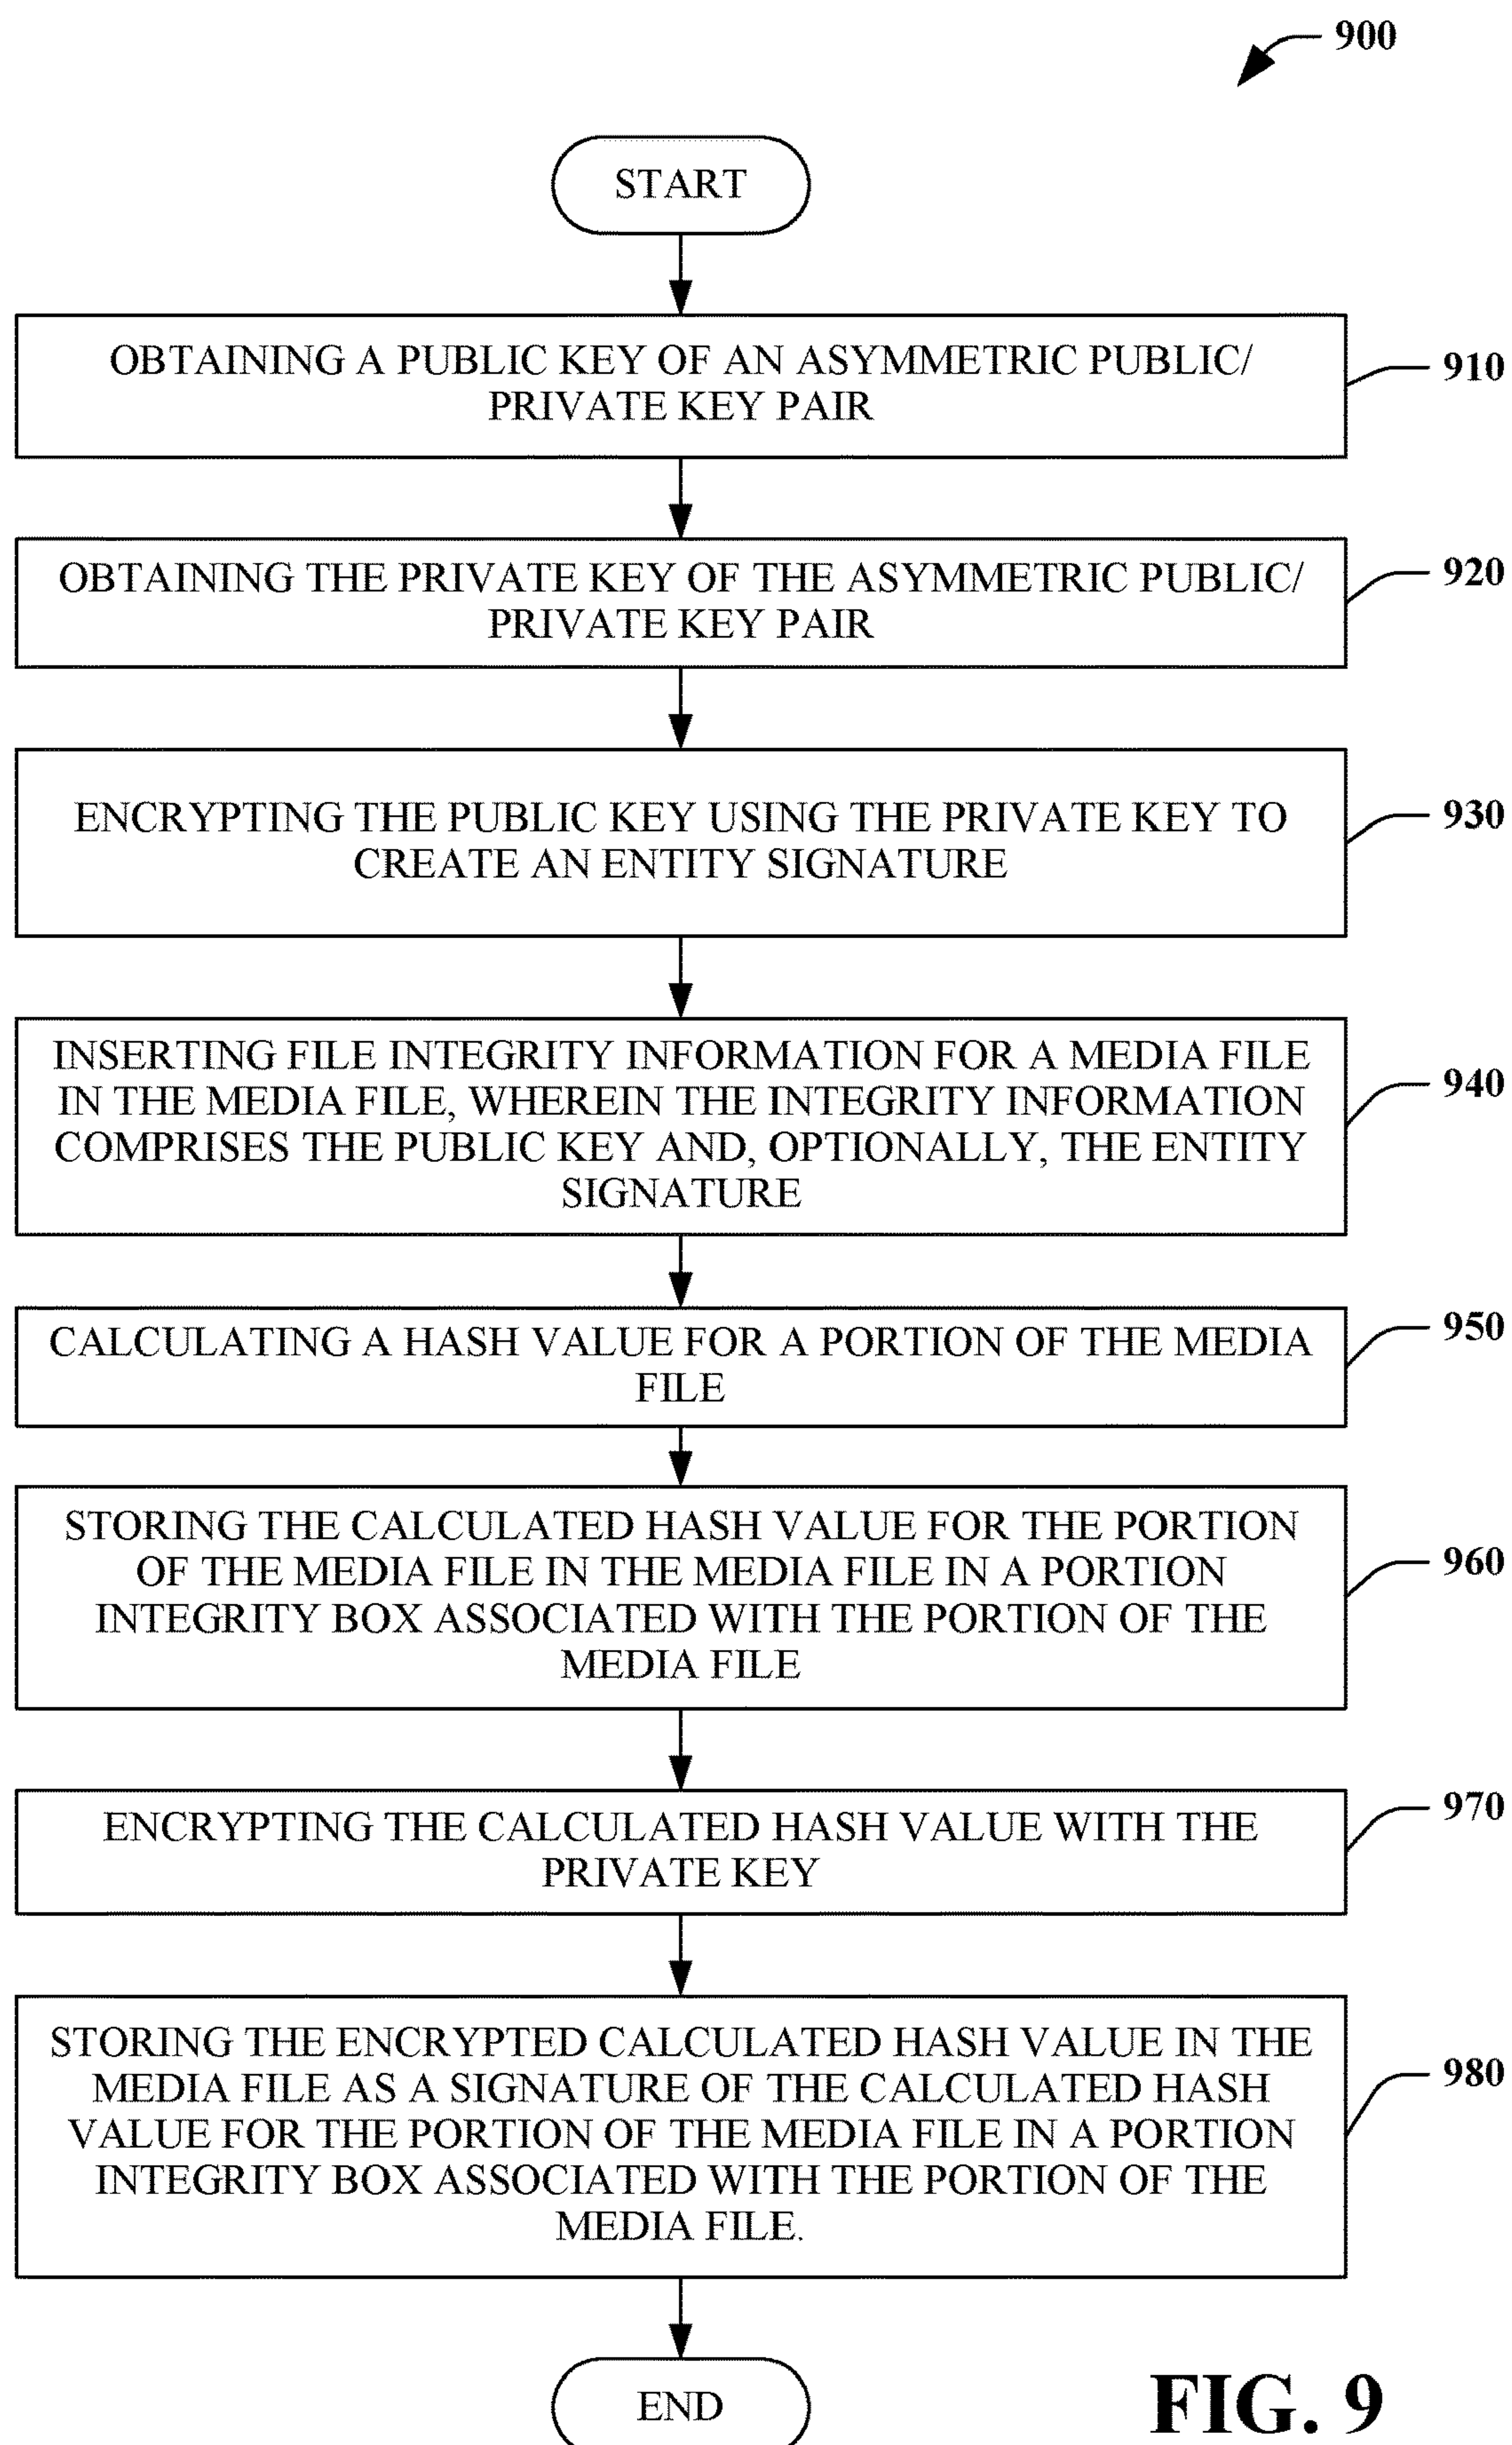 900
START
OBTAINING A PUBLIC KEY OF AN ASYMMETRIC PUBLIC/
PRIVATE KEY PAIR
910
OBTAINING THE PRIVATE KEY OF THE ASYMMETRIC PUBLIC/
PRIVATE KEY PAIR
920
ENCRYPTING THE PUBLIC KEY USING THE PRIVATE KEY TO
CREATE AN ENTITY SIGNATURE
930
INSERTING FILE INTEGRITY INFORMATION FOR A MEDIA FILE
IN THE MEDIA FILE, WHEREIN THE INTEGRITY INFORMATION
COMPRISES THE PUBLIC KEY AND, OPTIONALLY, THE ENTITY
SIGNATURE
940
CALCULATING A HASH VALUE FOR A PORTION OF THE MEDIA
FILE
950
STORING THE CALCULATED HASH VALUE FOR THE PORTION
OF THE MEDIA FILE IN THE MEDIA FILE IN A PORTION
INTEGRITY BOX ASSOCIATED WITH THE PORTION OF THE
MEDIA FILE
960
ENCRYPTING THE CALCULATED HASH VALUE WITH THE
PRIVATE KEY
970
STORING THE ENCRYPTED CALCULATED HASH VALUE IN THE
MEDIA FILE AS A SIGNATURE OF THE CALCULATED HASH
VALUE FOR THE PORTION OF THE MEDIA FILE IN A PORTION
INTEGRITY BOX ASSOCIATED WITH THE PORTION OF THE
MEDIA FILE.
980
END
FIG. 9